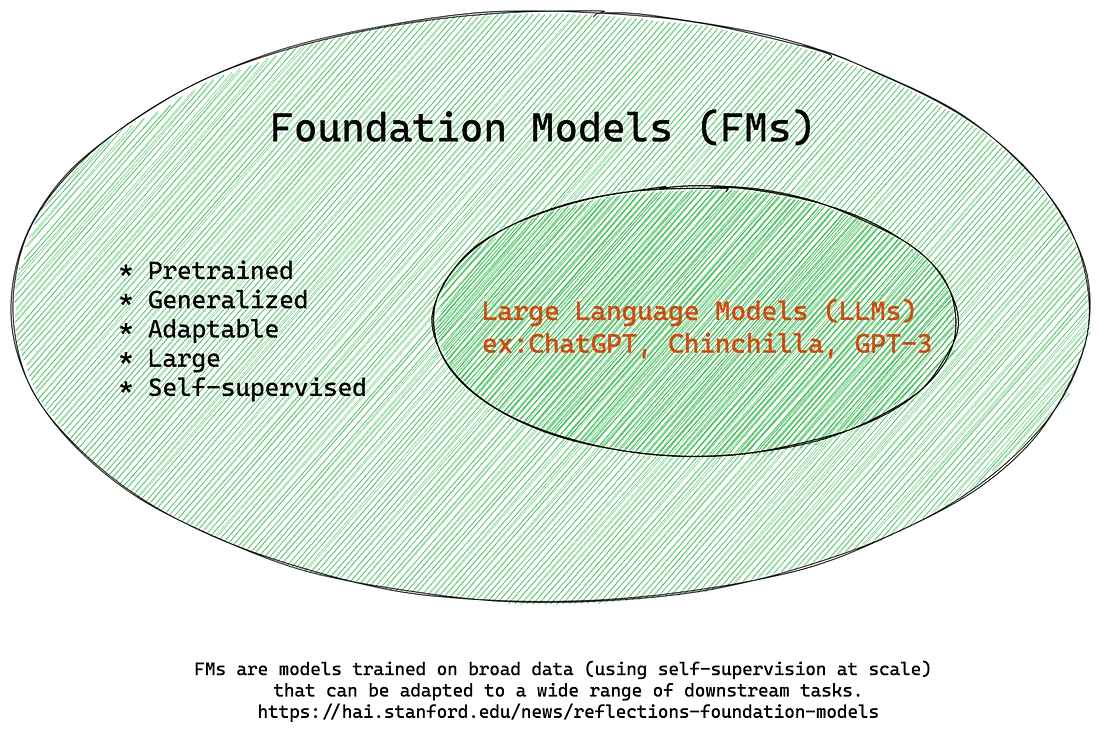 Foundation Models (FMs)
* Pretrained
* Generalized
* Adaptable
* Large
* Self-supervised
Large Language Models (LLMs)
ex:ChatGPT, Chinchilla, GPT-3
FMs are models trained on broad data (using self-supervision at scale)
that can be adapted to a wide range of downstream tasks.
https://hai.stanford.edu/news/reflections-foundation-models